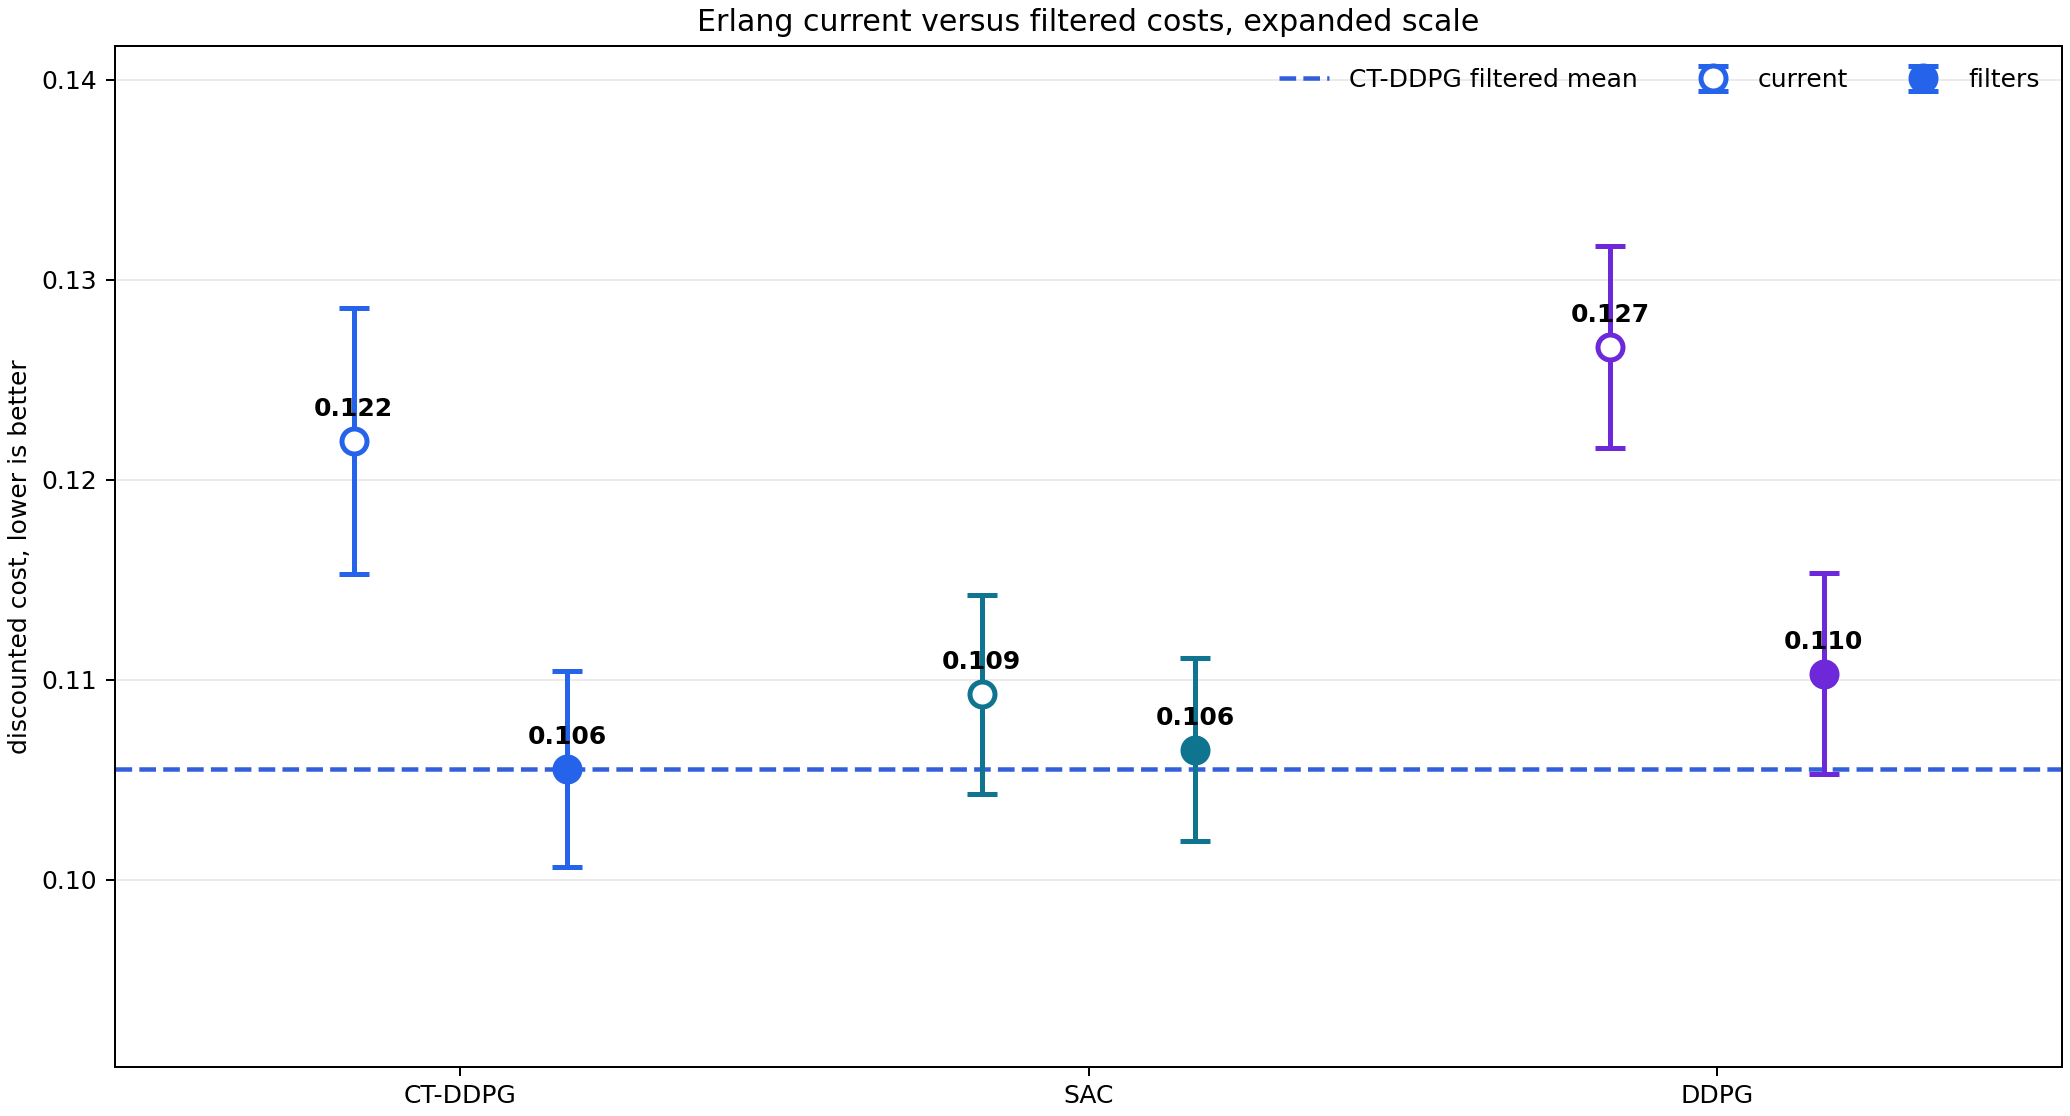 Erlang current versus filtered costs, expanded scale
CT-DDPG filtered mean
current
filters
discounted cost, lower is better
0.14
0.13
0.12
0.11
0.10
0.122
0.106
0.109
0.106
0.127
0.110
CT-DDPG
SAC
DDPG